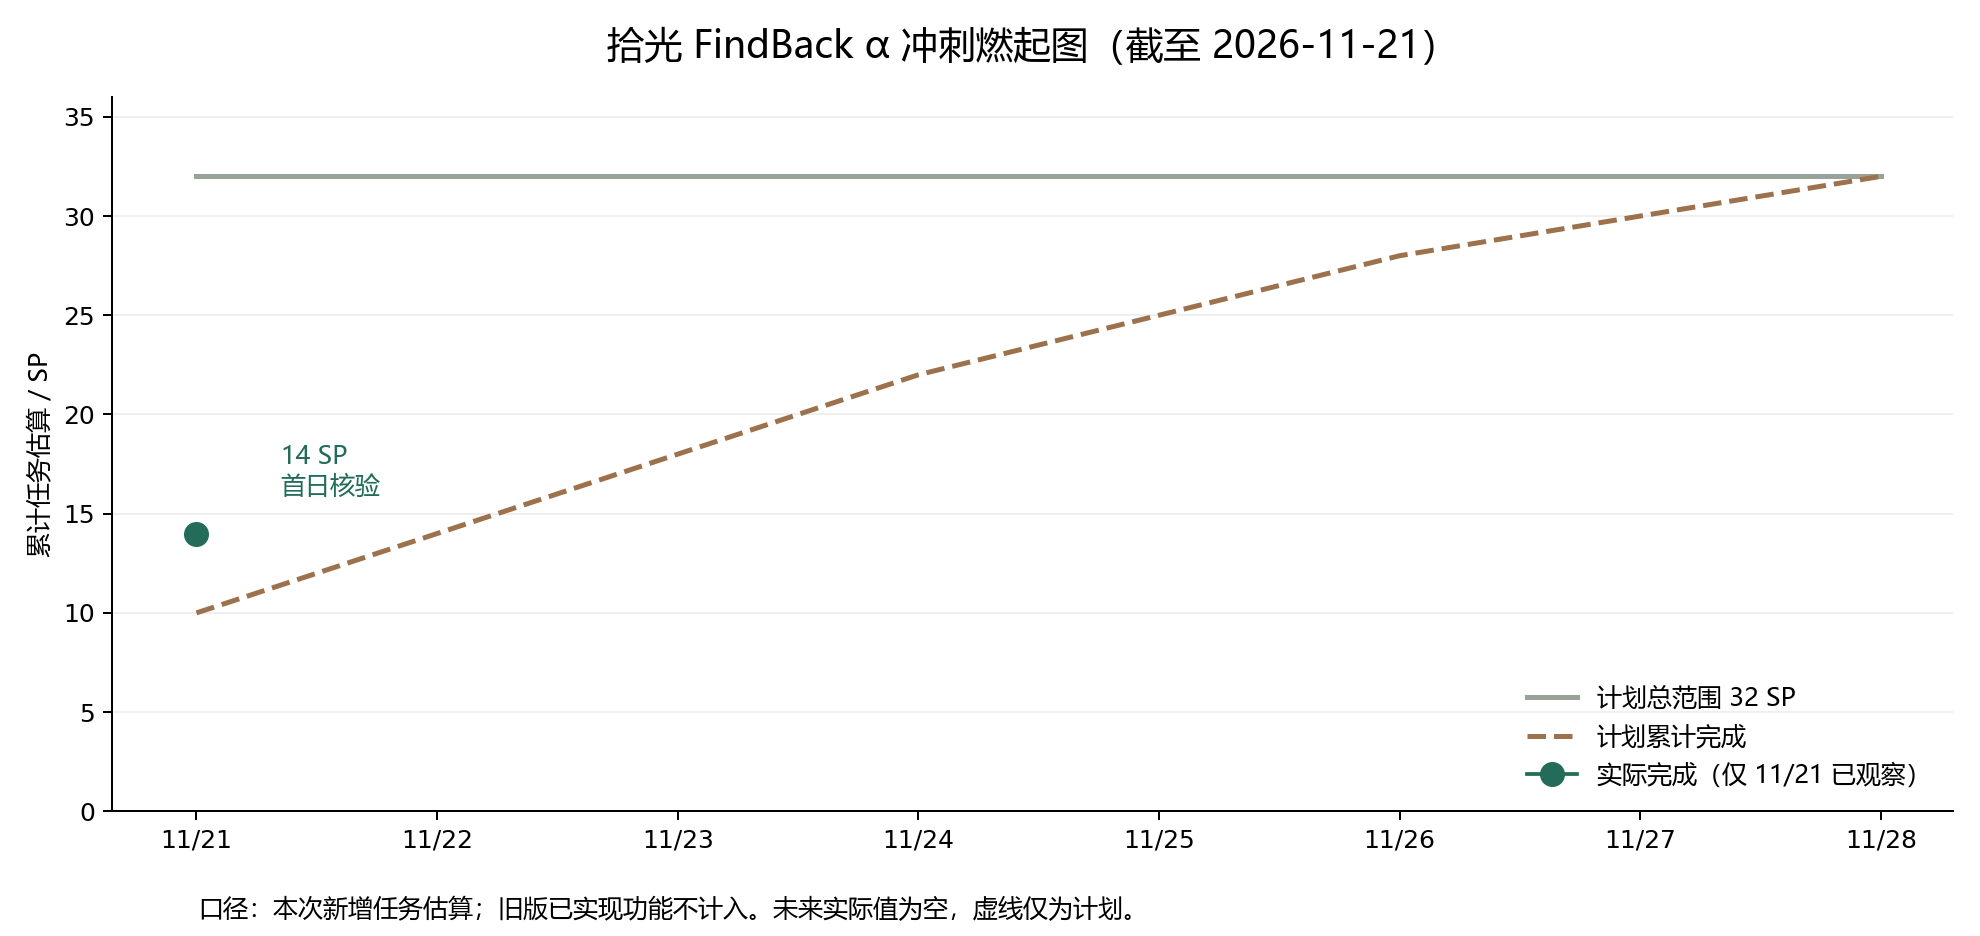 拾光 FindBack α 冲刺燃起图（截至 2026-11-21）
累计任务估算 / SP
35
30
25
20
15
10
5
0
14 SP
首日核验
计划总范围 32 SP
计划累计完成
实际完成（仅 11/21 已观察）
11/21
11/22
11/23
11/24
11/25
11/26
11/27
11/28
口径：本次新增任务估算；旧版已实现功能不计入。未来实际值为空，虚线仅为计划。